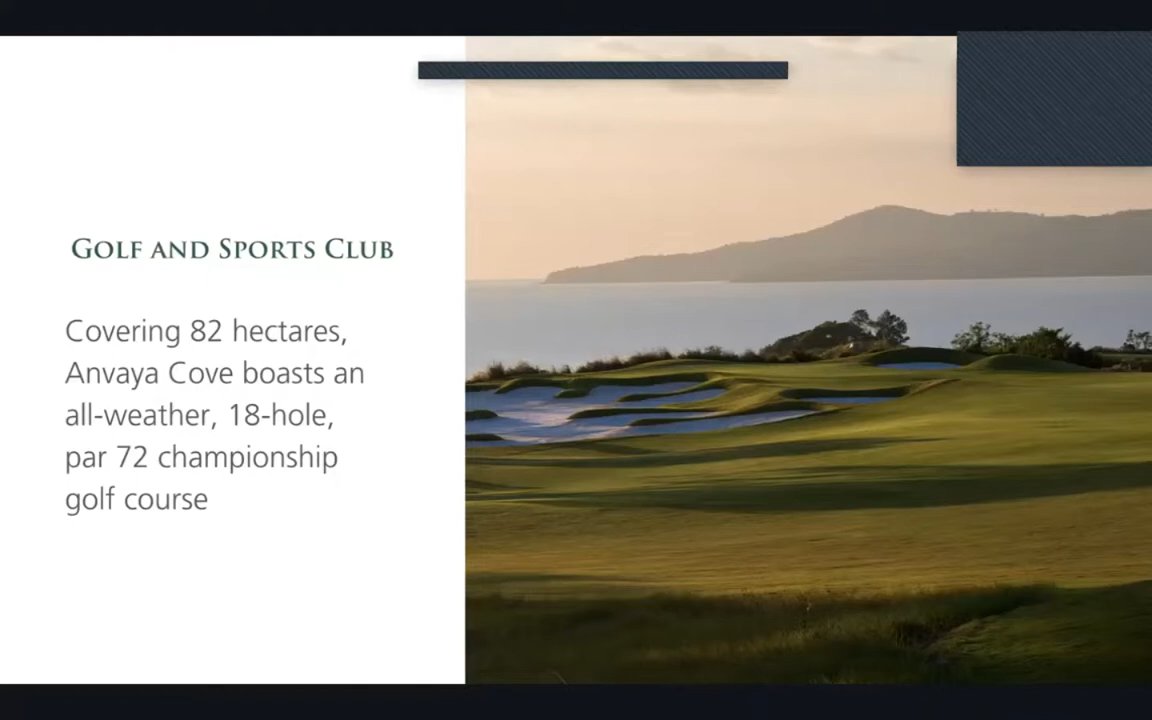 GOLF AND SPORTS CLUB
Covering 82 hectares,
Anvaya Cove boasts an
all-weather, 18-hole,
par 72 championship
golf course